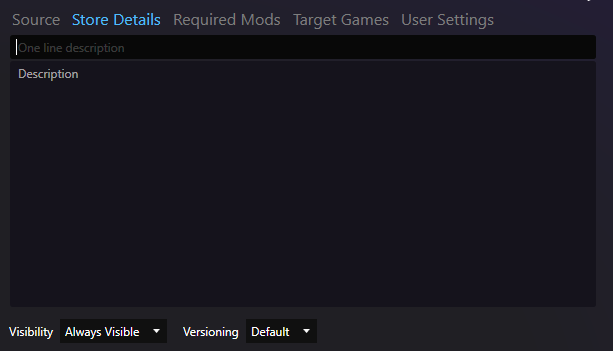 Source Store Details Required Mods Target Games User Settings
One line description
Description
Visibility Always Visible Versioning Default